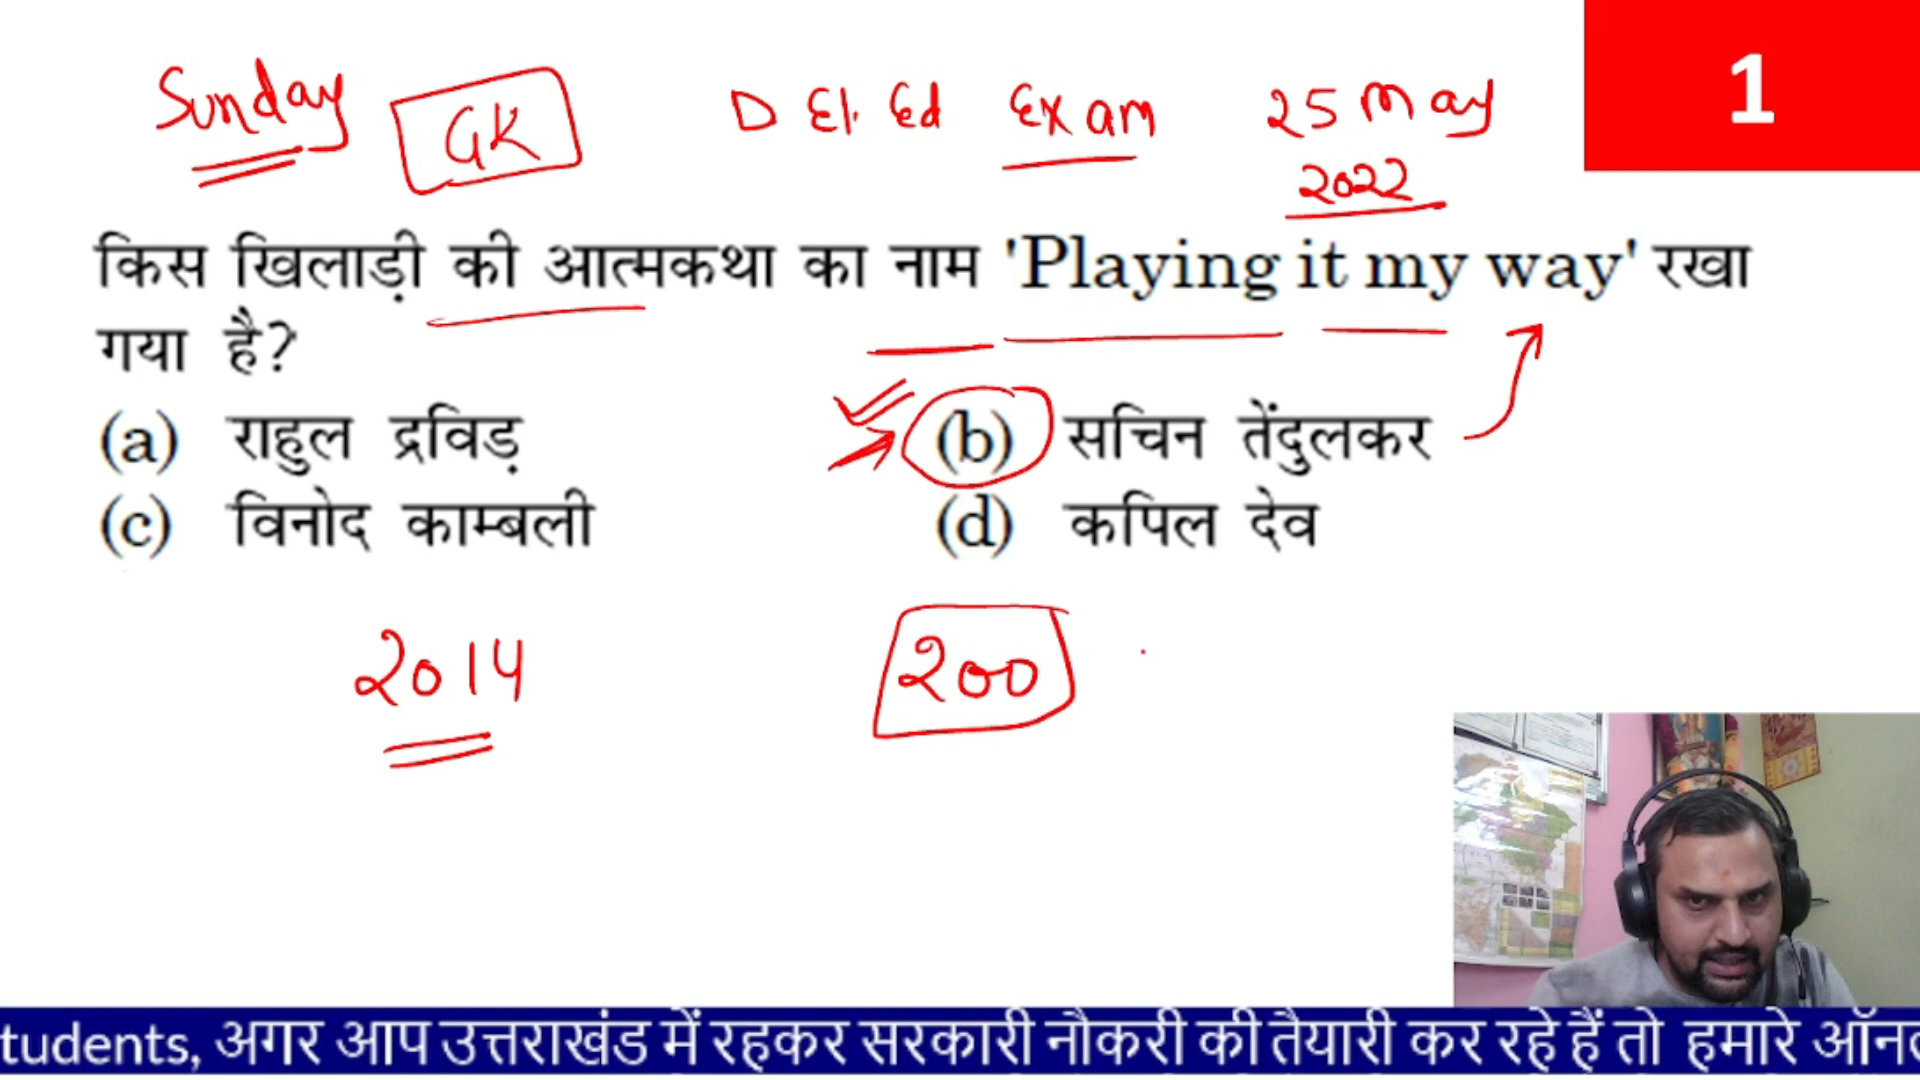 Sunday GK D El. Ed Exam 25 May 1
2022
किस खिलाड़ी की आत्मकथा का नाम 'Playing it my way' रखा
गया है?
(a) राहुल द्रविड़ (b) सचिन तेंदुलकर
(c) विनोद काम्बली (d) कपिल देव
2014 200
tudents, अगर आप उत्तराखंड में रहकर सरकारी नौकरी की तैयारी कर रहे हैं तो हमारे